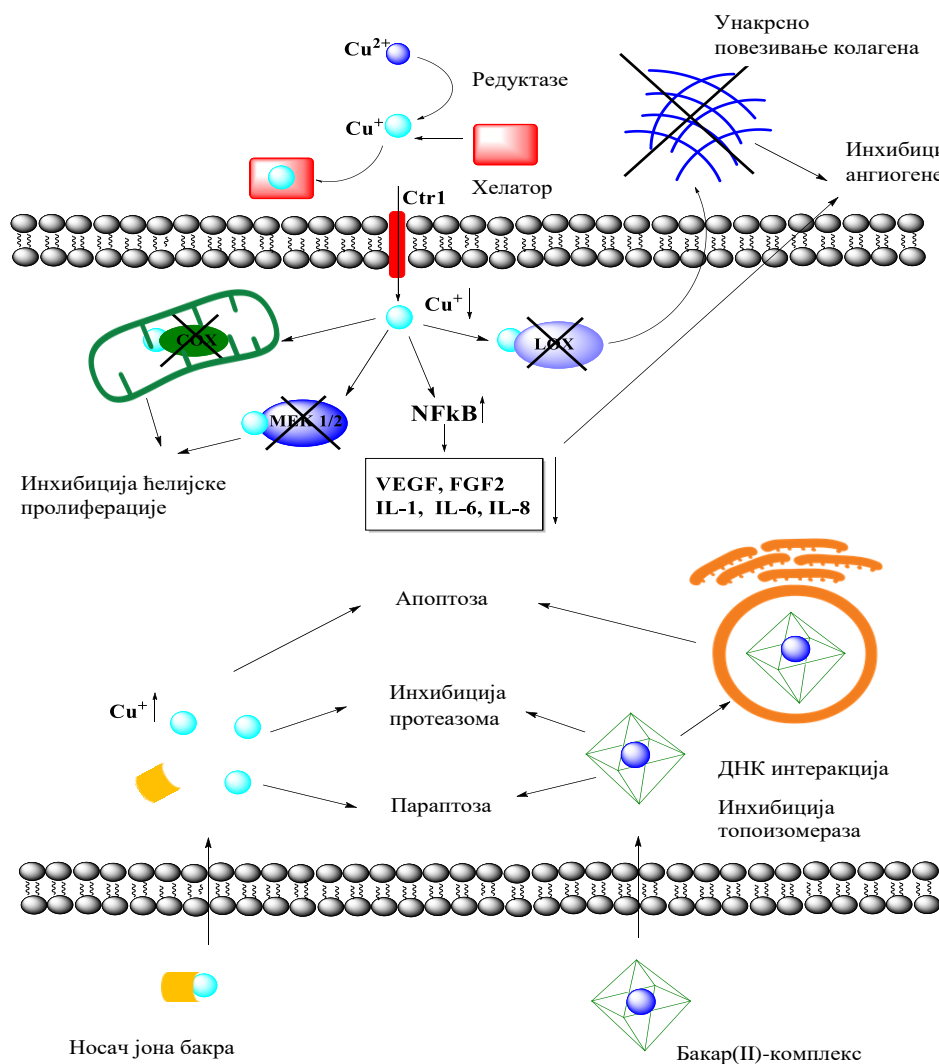 Унакрсно
повезивање колагена
Cu2+
Редуктазе
Cu+
Хелатор
Инхибици
ангиогене
Ctr1
Cu+
COX
LOX
MEK 1/2
NFkB
Инхибиција ћелијске
пролиферације
VEGF, FGF2
IL-1, IL-6, IL-8
Апоптоза
Cu+
Инхибиција
протеазома
ДНК интеракција
Параптоза
Инхибиција
топоизомераза
Носач јона бакра
Бакар(II)-комплекс